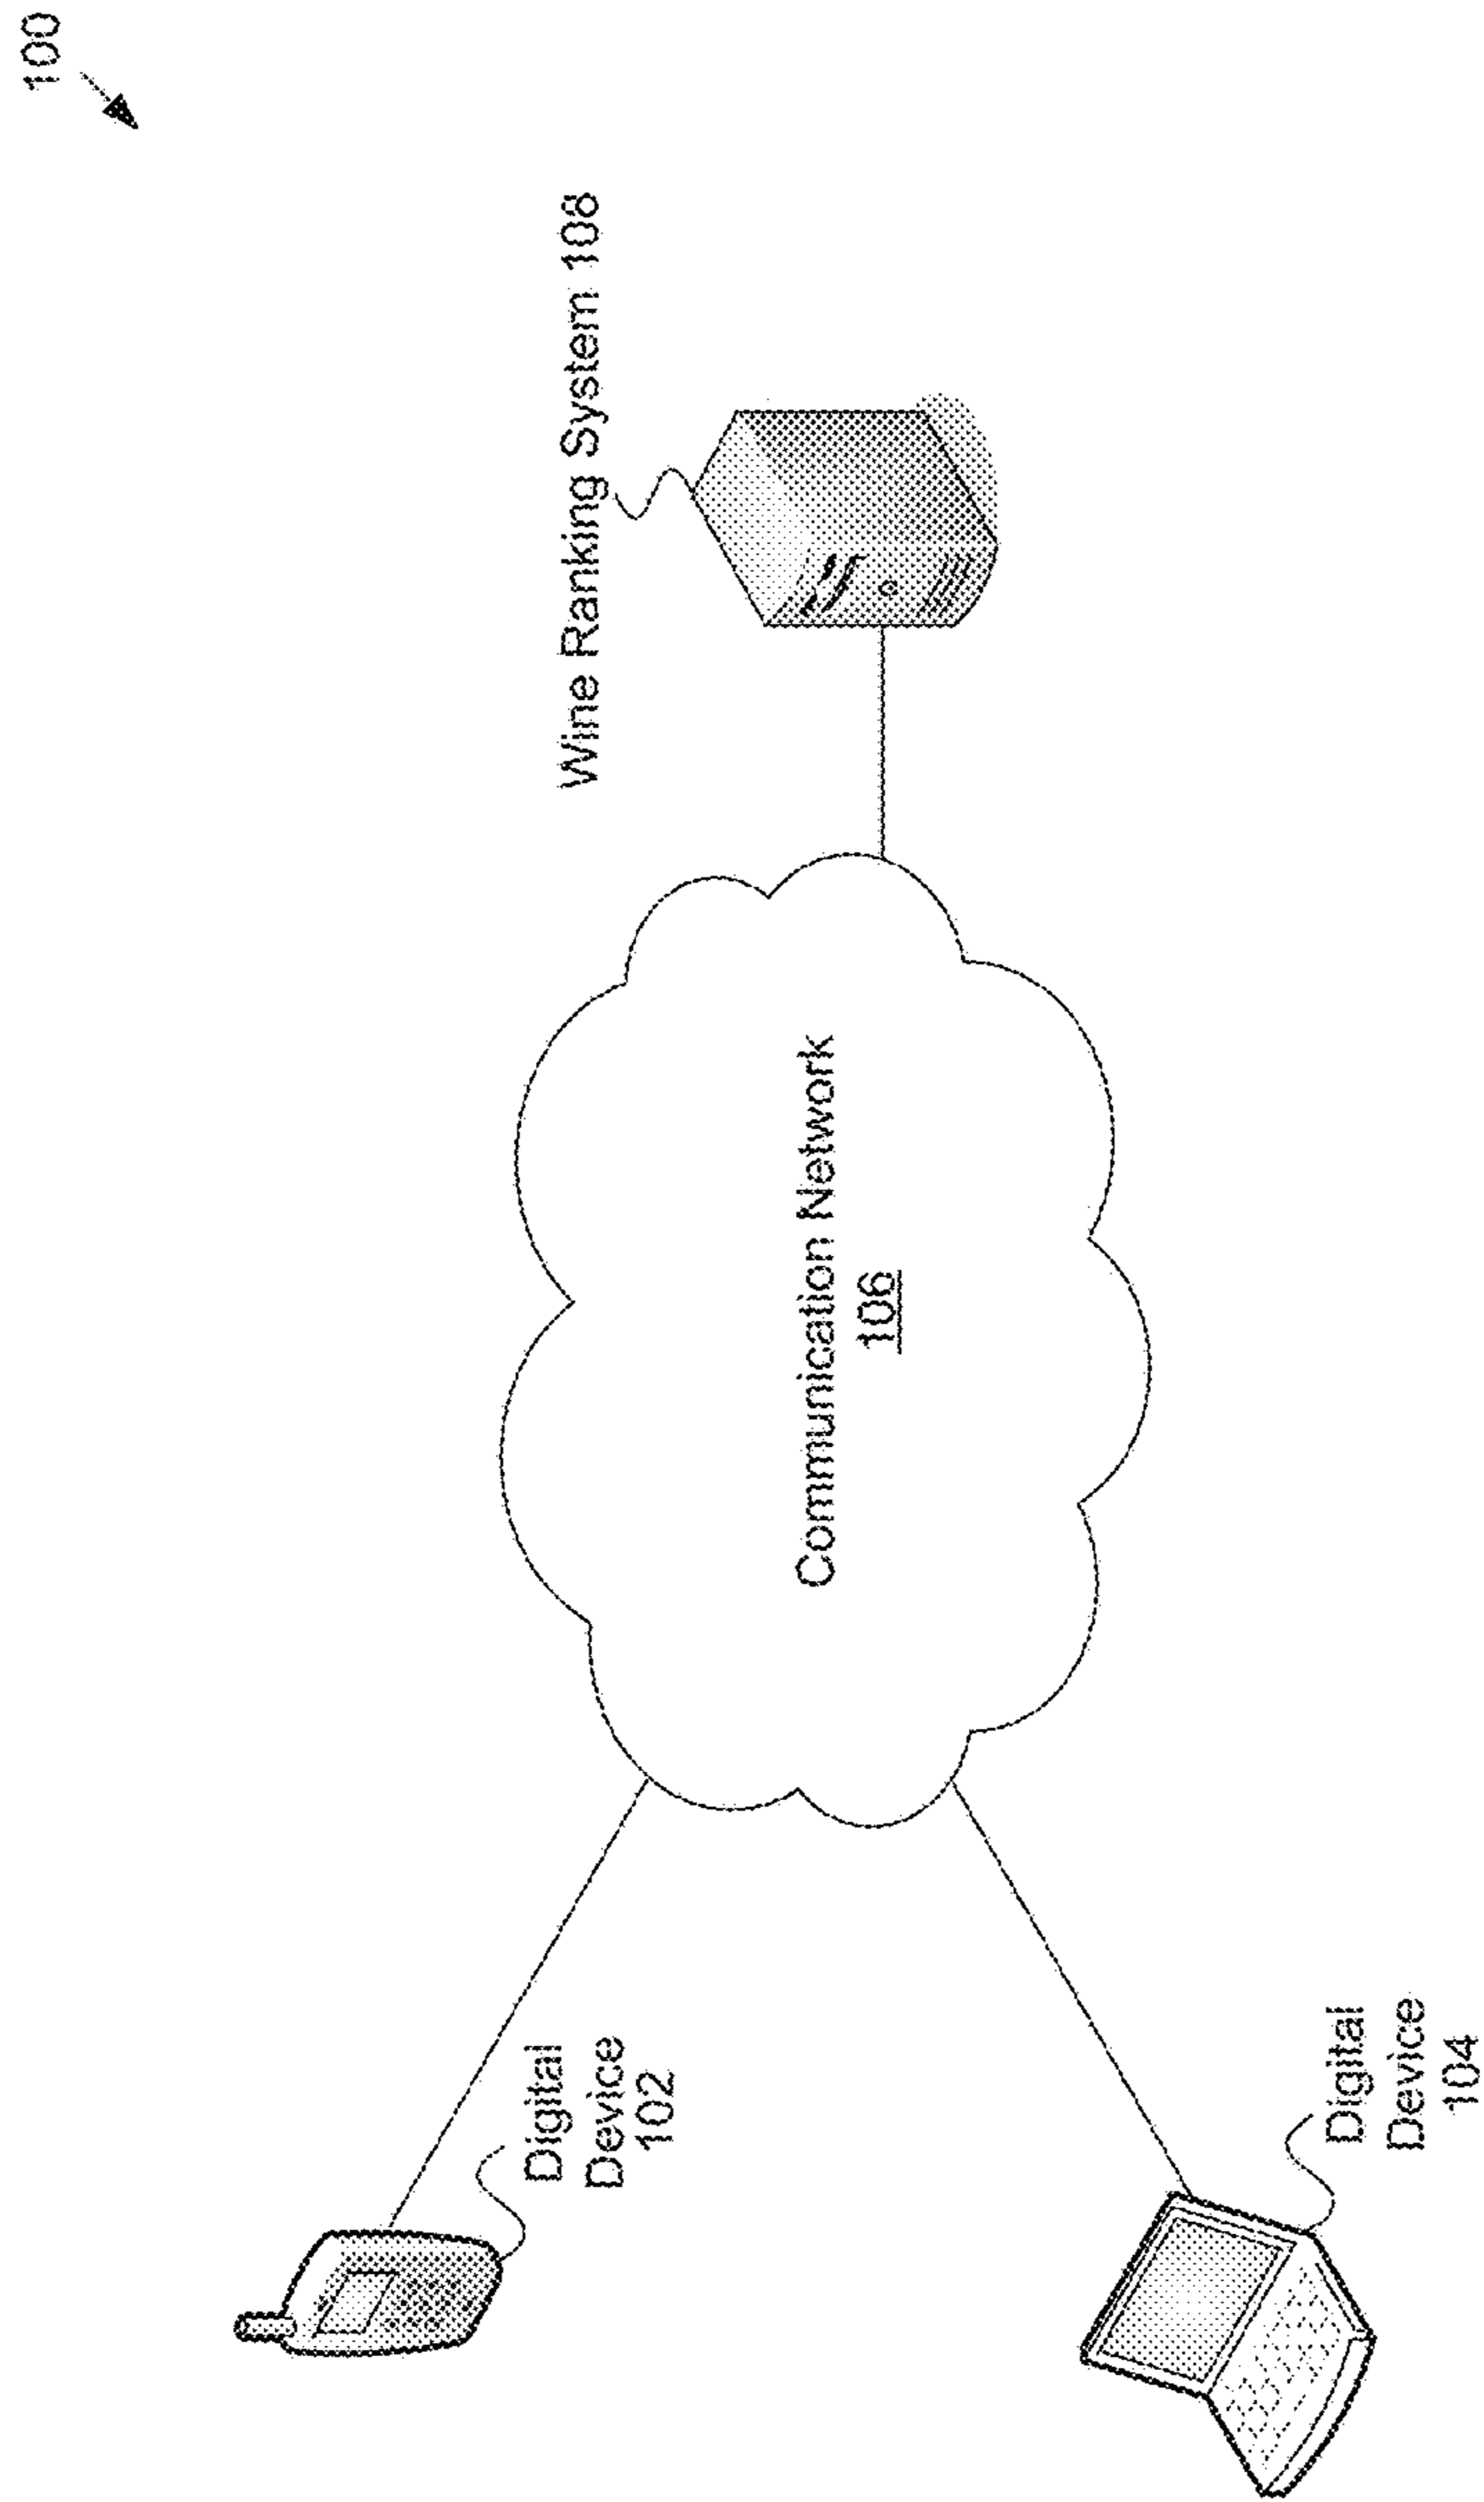 100
Wine Ranking System 108
Communication Network
106
Digital
Device
102
Digital
Device
104